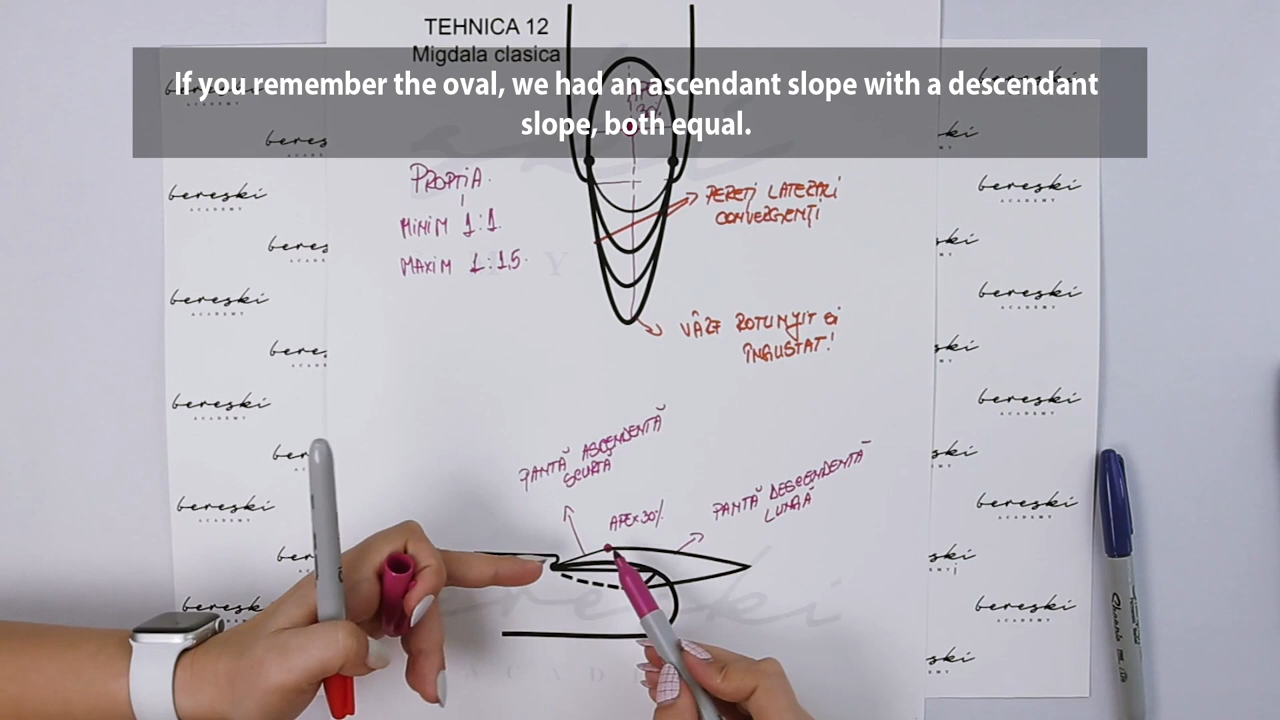 TEHNICA 12
Migdala clasica
If you remember the oval, we had an ascendant slope with a descendant
slope, both equal.
PROPȚIA.
MINIM 1:1.
MAXIM 1:1,5.
PEREȚI LATERALI
CONVERGENȚI
VÂRF ROTUNJIT și
ÎNGUSTAT!
PANTĂ ASCENDENTĂ
SCURTĂ
APEX 30%
PANTĂ DESCENDENTĂ
LUNGĂ
bereski
ACADEMY